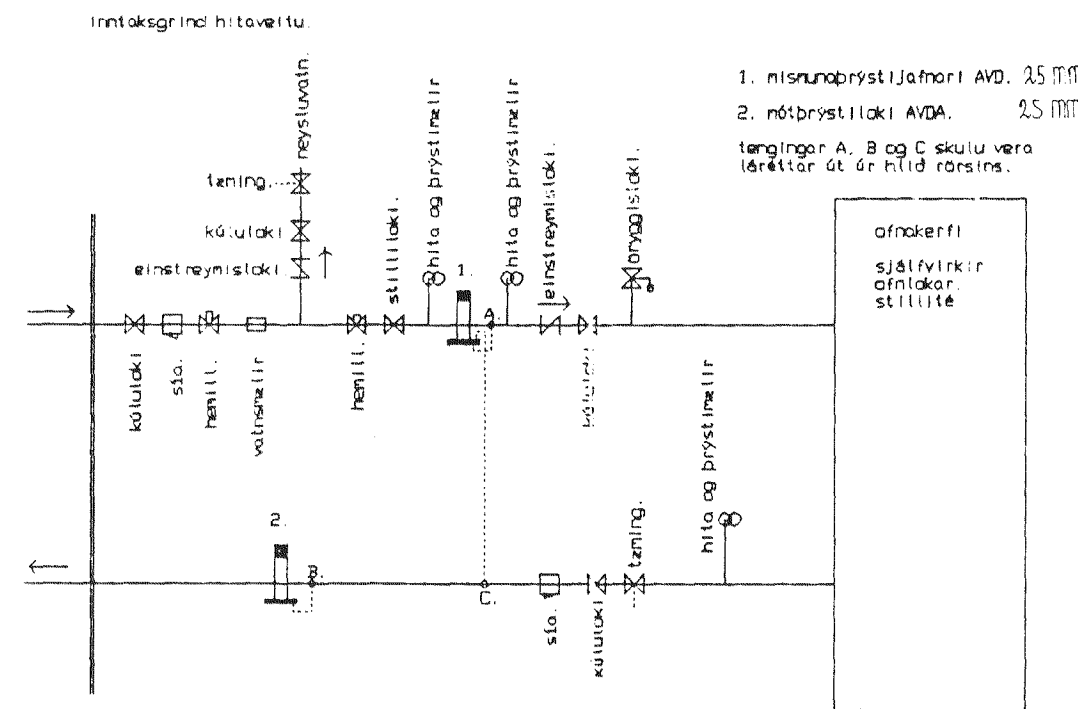 inntaksgrind hitaveitu.
1. mismunaþrýstijafnari AVD. 25 mm
2. mótþrýstiloki AVDA. 25 mm
tengingar A, B og C skulu vera
láréttar út úr hlið rörsins.
neysluvatn.
tæming.
kúluloki
einstreymisloki.
stilliloki.
hita og þrýstimælir
1.
hita og þrýstimælir
A.
einstreymisloki.
öryggisloki.
ofnakerfi
sjálfvirkir
ofnlokar.
stillité
kúluloki
sía.
hemill.
vatnsmælir
hemill.
kúluloki
2.
B.
C.
sía.
kúluloki
tæming.
hita og þrýstimælir